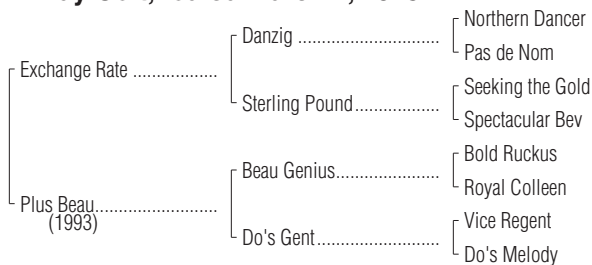 Northern Dancer
Danzig ..............................
Pas de Nom
Exchange Rate ..................
Seeking the Gold
Sterling Pound..................
Spectacular Bev
Bold Ruckus
Beau Genius......................
Royal Colleen
Plus Beau..........................
(1993)
Vice Regent
Do's Gent..........................
Do's Melody